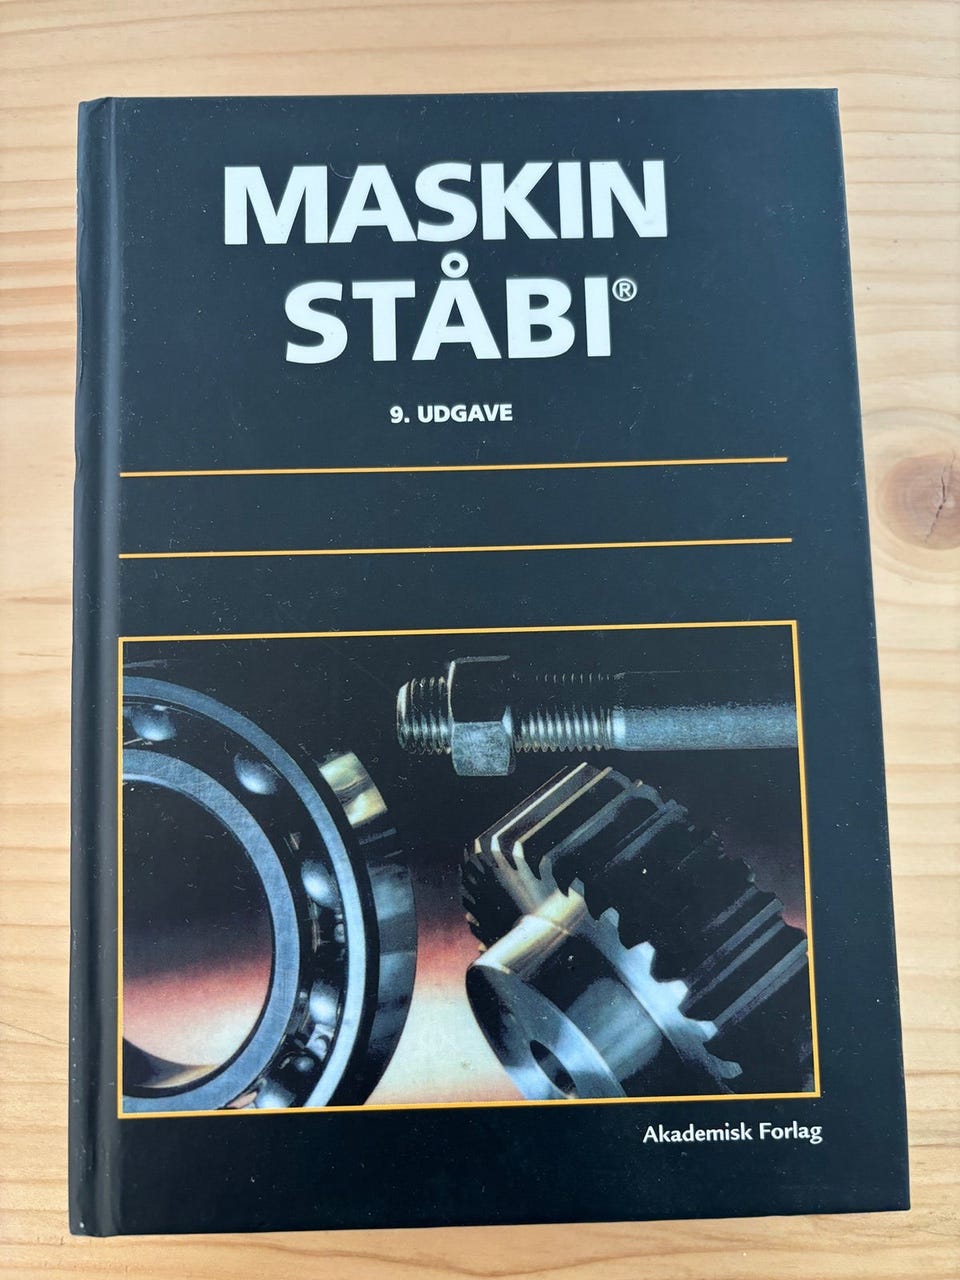 MASKIN
STÅBI®
9. UDGAVE
Akademisk Forlag